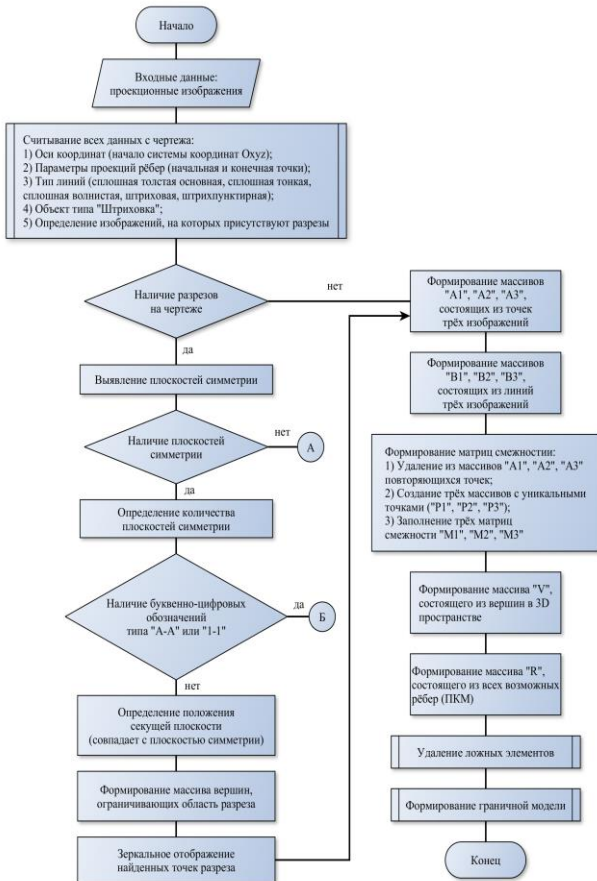 Начало
Входные данные:
проекционные изображения
Считывание всех данных с чертежа:
1) Оси координат (начало системы координат Oxyz);
2) Параметры проекций рёбер (начальная и конечная точки);
3) Тип линий (сплошная толстая основная, сплошная тонкая,
сплошная волнистая, штриховая, штрихпунктирная);
4) Объект типа "Штриховка";
5) Определение изображений, на которых присутствуют разрезы
Наличие разрезов
на чертеже
нет
да
Выявление плоскостей симметрии
Наличие плоскостей
симметрии
нет
А
да
Определение количества
плоскостей симметрии
Наличие буквенно-цифровых
обозначений
типа "А-А" или "1-1"
да
Б
нет
Определение положения
секущей плоскости
(совпадает с плоскостью симметрии)
Формирование массива вершин,
ограничивающих область разреза
Зеркальное отображение
найденных точек разреза
Формирование массивов
"A1", "A2", "A3",
состоящих из точек
трёх изображений
Формирование массивов
"B1", "B2", "B3",
состоящих из линий
трёх изображений
Формирование матриц смежности:
1) Удаление из массивов "A1", "A2", "A3"
повторяющихся точек;
2) Создание трёх массивов с уникальными
точками ("P1", "P2", "P3");
3) Заполнение трёх матриц
смежности "M1", "M2", "M3"
Формирование массива "V",
состоящего из вершин в 3D
пространстве
Формирование массива "R",
состоящего из всех возможных
рёбер (ПКМ)
Удаление ложных элементов
Формирование граничной модели
Конец